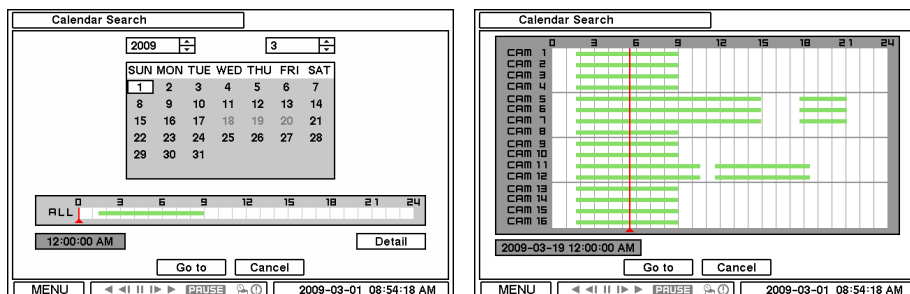 Calendar Search
2009 3
SUN MON TUE WED THU FRI SAT
1 2 3 4 5 6 7
8 9 10 11 12 13 14
15 16 17 18 19 20 21
22 23 24 25 26 27 28
29 30 31
0 3 6 9 12 15 18 21 24
ALL
12:00:00 AM Detail
Go to Cancel
MENU PAUSE 2009-03-01 08:54:18 AM
Calendar Search
0 3 6 9 12 15 18 21 24
CAM 1
CAM 2
CAM 3
CAM 4
CAM 5
CAM 6
CAM 7
CAM 8
CAM 9
CAM 10
CAM 11
CAM 12
CAM 13
CAM 14
CAM 15
CAM 16
2009-03-19 12:00:00 AM
Go to Cancel
MENU PAUSE 2009-03-01 08:54:18 AM